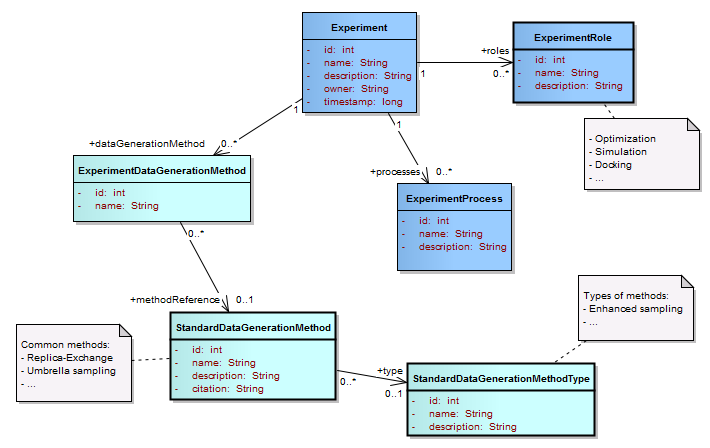 Experiment
- id: int
- name: String
- description: String
- owner: String
- timestamp: long
ExperimentRole
- id: int
- name: String
- description: String
+roles
1
0..*
- Optimization
- Simulation
- Docking
- ...
1
0..*
+dataGenerationMethod
1
+processes
0..*
ExperimentDataGenerationMethod
- id: int
- name: String
ExperimentProcess
- id: int
- name: String
- description: String
0..*
+methodReference
0..1
StandardDataGenerationMethod
- id: int
- name: String
- description: String
- citation: String
Common methods:
- Replica-Exchange
- Umbrella sampling
- ...
Types of methods:
- Enhanced sampling
- ...
+type
0..*
0..1
StandardDataGenerationMethodType
- id: int
- name: String
- description: String